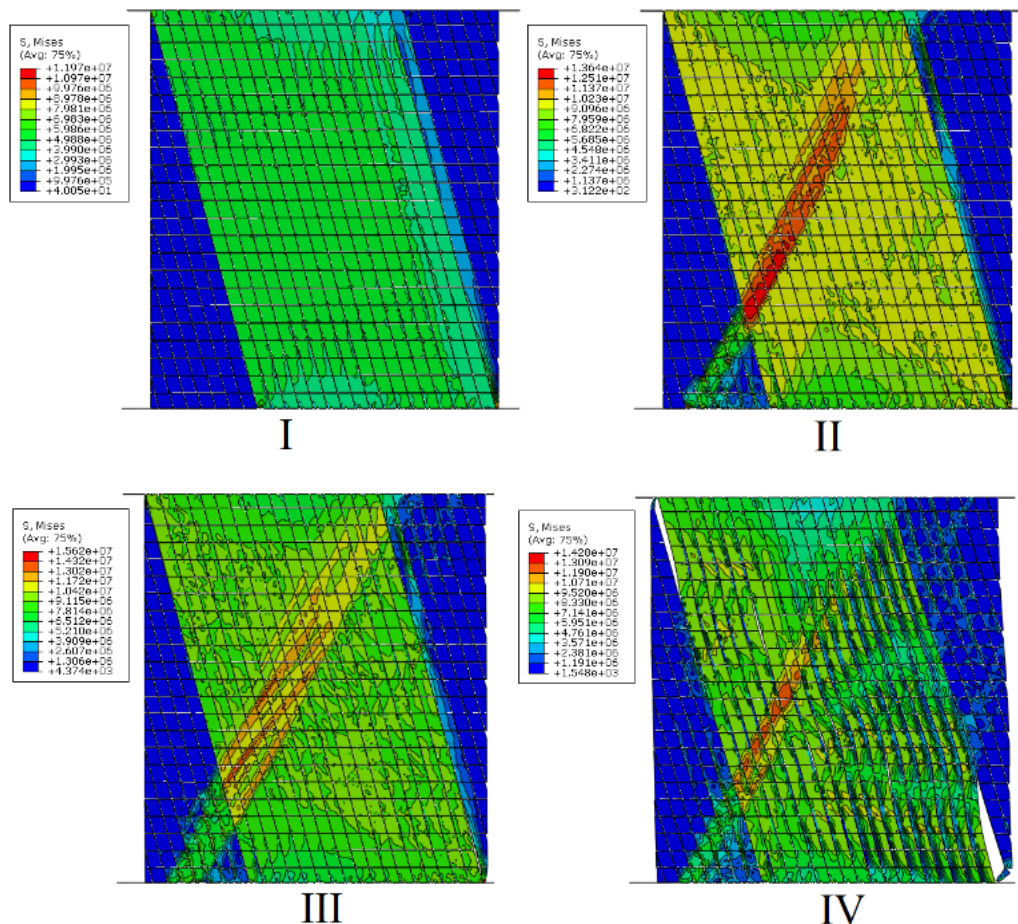 S, Mises
(Avg: 75%)
+1.197e+07
+1.097e+07
+9.976e+06
+8.978e+06
+7.981e+06
+6.983e+06
+5.986e+06
+4.988e+06
+3.990e+06
+2.993e+06
+1.995e+06
+9.976e+05
+4.005e+01
I
S, Mises
(Avg: 75%)
+1.364e+07
+1.251e+07
+1.137e+07
+1.023e+07
+9.096e+06
+7.959e+06
+6.822e+06
+5.685e+06
+4.548e+06
+3.411e+06
+2.274e+06
+1.137e+06
+3.122e+02
II
S, Mises
(Avg: 75%)
+1.562e+07
+1.432e+07
+1.302e+07
+1.172e+07
+1.042e+07
+9.115e+06
+7.814e+06
+6.512e+06
+5.210e+06
+3.909e+06
+2.607e+06
+1.306e+06
+4.374e+03
III
S, Mises
(Avg: 75%)
+1.428e+07
+1.309e+07
+1.190e+07
+1.071e+07
+9.520e+06
+8.330e+06
+7.141e+06
+5.951e+06
+4.761e+06
+3.571e+06
+2.381e+06
+1.191e+06
+1.548e+03
IV